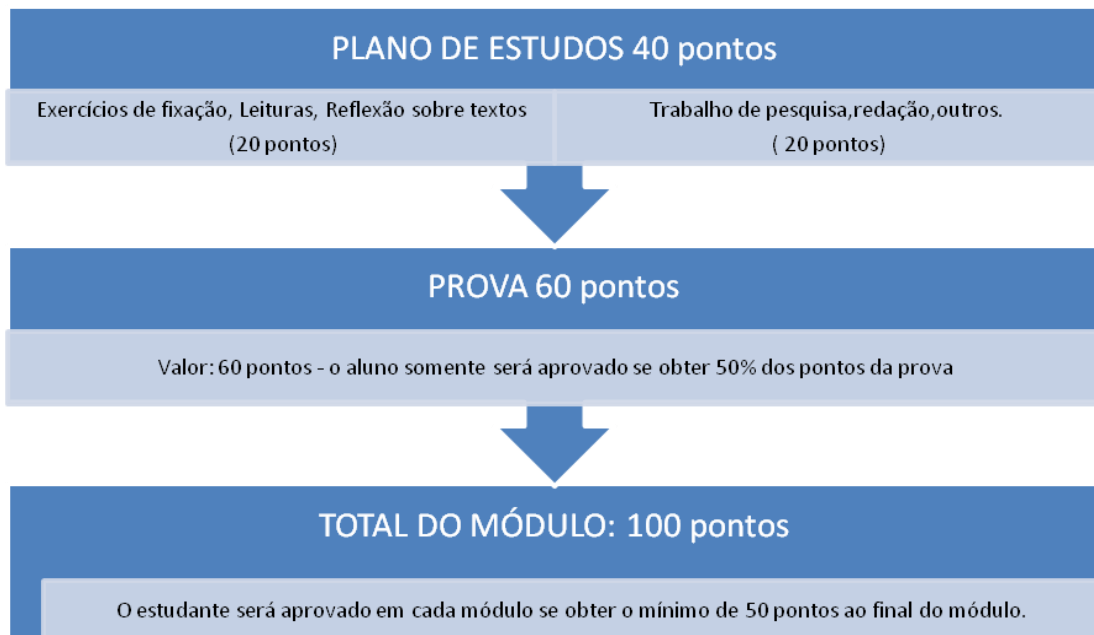 PLANO DE ESTUDOS 40 pontos
Exercícios de fixação, Leituras, Reflexão sobre textos
(20 pontos)
Trabalho de pesquisa,redação,outros.
( 20 pontos)
PROVA 60 pontos
Valor: 60 pontos - o aluno somente será aprovado se obter 50% dos pontos da prova
TOTAL DO MÓDULO: 100 pontos
O estudante será aprovado em cada módulo se obter o mínimo de 50 pontos ao final do módulo.